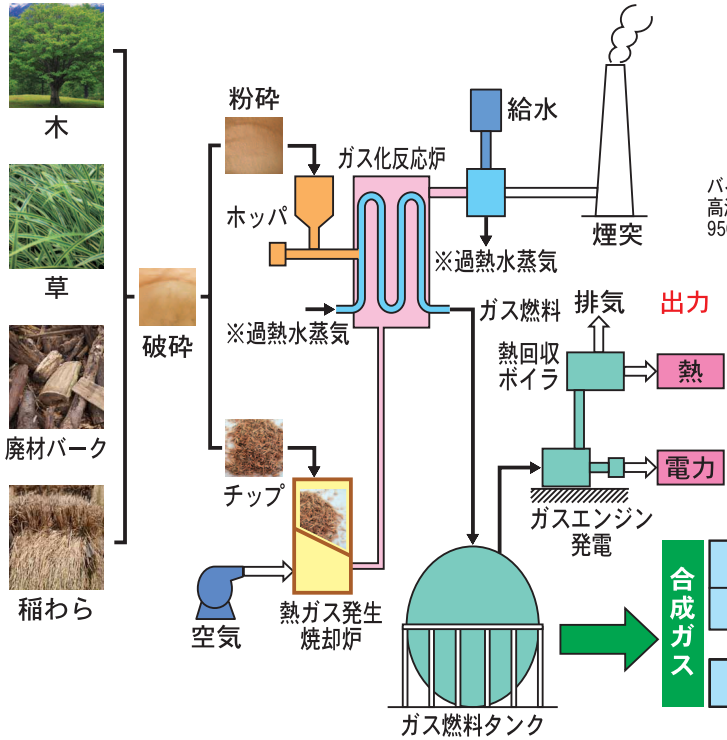 木
草
廃材バーク
稲わら
破砕
粉砕
ホッパ
チップ
空気
熱ガス発生
焼却炉
ガス化反応炉
※過熱水蒸気
給水
※過熱水蒸気
煙突
ガス燃料
排気
出力
熱回収
ボイラ
熱
電力
ガスエンジン
発電
ガス燃料タンク
合成ガス